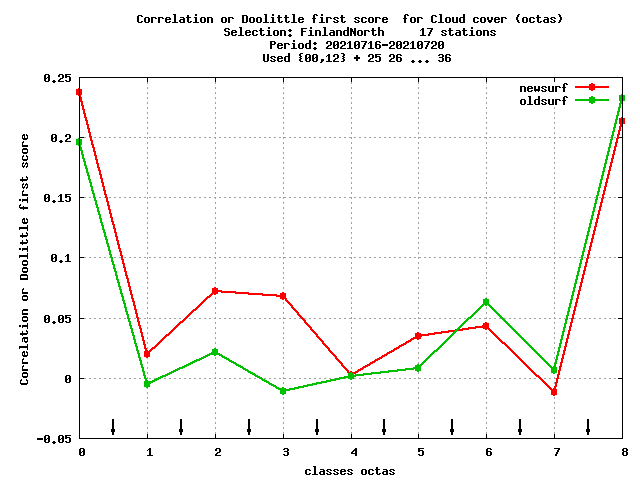 Correlation or Doolittle first score  for Cloud cover (octas)
Selection: FinlandNorth     17 stations
Period: 20210716-20210720
Used {00,12} + 25 26 ... 36
newsurf
oldsurf
Correlation or Doolittle first score
0.25
0.2
0.15
0.1
0.05
0
-0.05
0 1 2 3 4 5 6 7 8
classes octas